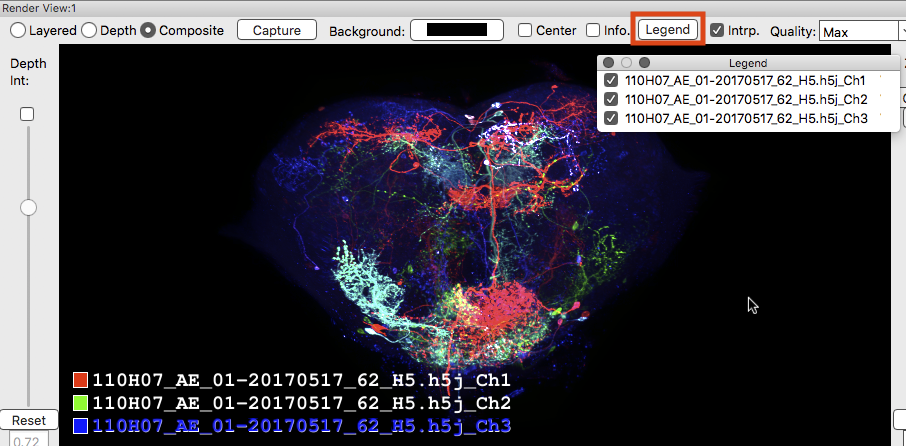 Render View:1
Layered Depth Composite Capture Background: Center Info. Legend Intrp. Quality: Max
Depth
Int:
Legend
110H07_AE_01-20170517_62_H5.h5j_Ch1
110H07_AE_01-20170517_62_H5.h5j_Ch2
110H07_AE_01-20170517_62_H5.h5j_Ch3
110H07_AE_01-20170517_62_H5.h5j_Ch1
110H07_AE_01-20170517_62_H5.h5j_Ch2
110H07_AE_01-20170517_62_H5.h5j_Ch3
Reset
0.72